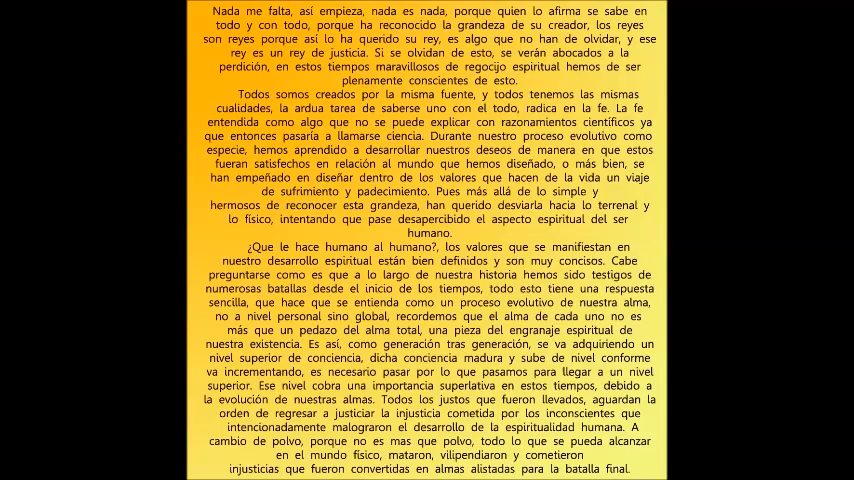 Nada me falta, así empieza, nada es nada, porque quien lo afirma se sabe en
todo y con todo, porque ha reconocido la grandeza de su creador, los reyes
son reyes porque así lo ha querido su rey, es algo que no han de olvidar, y ese
rey es un rey de justicia. Si se olvidan de esto, se verán abocados a la
perdición, en estos tiempos maravillosos de regocijo espiritual hemos de ser
plenamente conscientes de esto.
Todos somos creados por la misma fuente, y todos tenemos las mismas
cualidades, la ardua tarea de saberse uno con el todo, radica en la fe. La fe
entendida como algo que no se puede explicar con razonamientos científicos ya
que entonces pasaría a llamarse ciencia. Durante nuestro proceso evolutivo como
especie, hemos aprendido a desarrollar nuestros deseos de manera en que estos
fueran satisfechos en relación al mundo que hemos diseñado, o más bien, se
han empeñado en diseñar dentro de los valores que hacen de la vida un viaje
de sufrimiento y padecimiento. Pues más allá de lo simple y
hermosos de reconocer esta grandeza, han querido desviarla hacia lo terrenal y
lo físico, intentando que pase desapercibido el aspecto espiritual del ser
humano.
¿Que le hace humano al humano?, los valores que se manifiestan en
nuestro desarrollo espiritual están bien definidos y son muy concisos. Cabe
preguntarse como es que a lo largo de nuestra historia hemos sido testigos de
numerosas batallas desde el inicio de los tiempos, todo esto tiene una respuesta
sencilla, que hace que se entienda como un proceso evolutivo de nuestra alma,
no a nivel personal sino global, recordemos que el alma de cada uno no es
más que un pedazo del alma total, una pieza del engranaje espiritual de
nuestra existencia. Es así, como generación tras generación, se va adquiriendo un
nivel superior de conciencia, dicha conciencia madura y sube de nivel conforme
va incrementando, es necesario pasar por lo que pasamos para llegar a un nivel
superior. Ese nivel cobra una importancia superlativa en estos tiempos, debido a
la evolución de nuestras almas. Todos los justos que fueron llevados, aguardan la
orden de regresar a justiciar la injusticia cometida por los inconscientes que
intencionadamente malograron el desarrollo de la espiritualidad humana. A
cambio de polvo, porque no es mas que polvo, todo lo que se pueda alcanzar
en el mundo físico, mataron, vilipendiaron y cometieron
injusticias que fueron convertidas en almas alistadas para la batalla final.